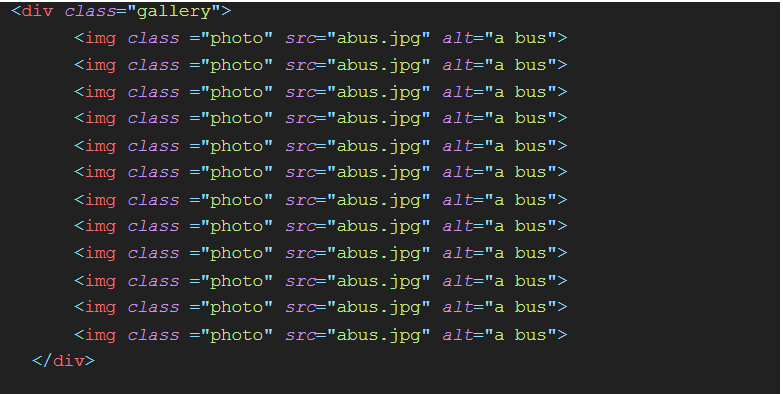 <div class="gallery">
<img class ="photo" src="abus.jpg" alt="a bus">
<img class ="photo" src="abus.jpg" alt="a bus">
<img class ="photo" src="abus.jpg" alt="a bus">
<img class ="photo" src="abus.jpg" alt="a bus">
<img class ="photo" src="abus.jpg" alt="a bus">
<img class ="photo" src="abus.jpg" alt="a bus">
<img class ="photo" src="abus.jpg" alt="a bus">
<img class ="photo" src="abus.jpg" alt="a bus">
<img class ="photo" src="abus.jpg" alt="a bus">
<img class ="photo" src="abus.jpg" alt="a bus">
<img class ="photo" src="abus.jpg" alt="a bus">
<img class ="photo" src="abus.jpg" alt="a bus">
</div>